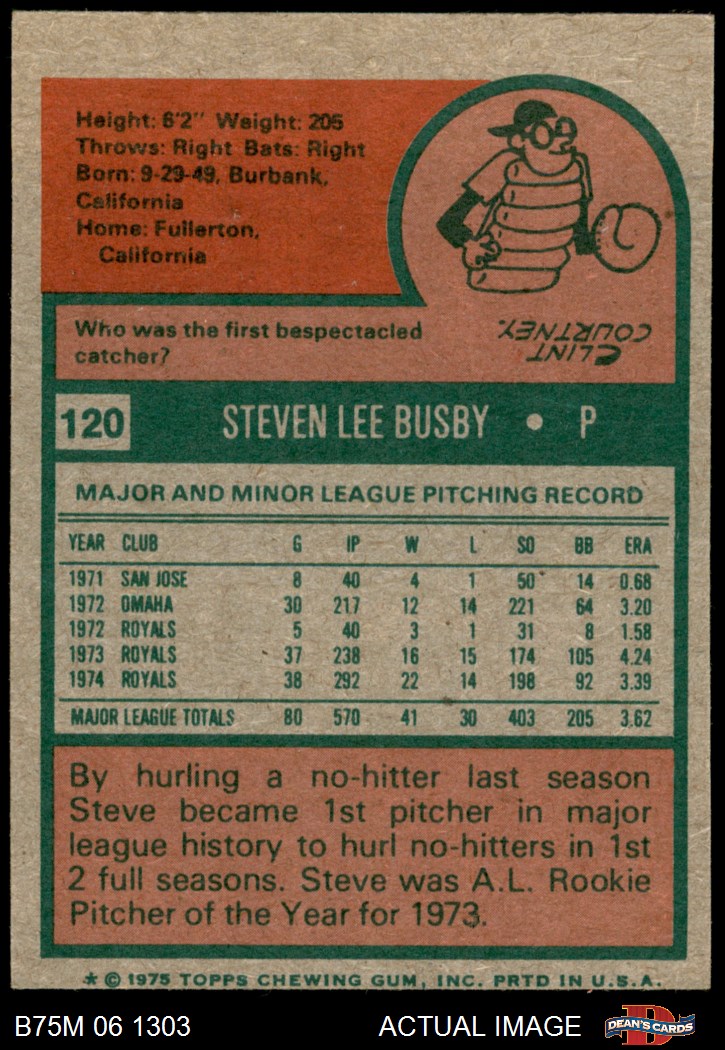 Height: 6'2" Weight: 205
Throws: Right Bats: Right
Born: 9-29-49, Burbank,
California
Home: Fullerton,
California
Who was the first bespectacled
catcher?
CLINT
COURTNEY.
120 STEVEN LEE BUSBY • P
MAJOR AND MINOR LEAGUE PITCHING RECORD
YEAR CLUB G IP W L SO BB ERA
1971 SAN JOSE 8 40 4 1 50 14 0.68
1972 OMAHA 30 217 12 14 221 64 3.20
1972 ROYALS 5 40 3 1 31 8 1.58
1973 ROYALS 37 238 16 15 174 105 4.24
1974 ROYALS 38 292 22 14 198 92 3.39
MAJOR LEAGUE TOTALS 80 570 41 30 403 205 3.62
By hurling a no-hitter last season
Steve became 1st pitcher in major
league history to hurl no-hitters in 1st
2 full seasons. Steve was A.L. Rookie
Pitcher of the Year for 1973.
* © 1975 TOPPS CHEWING GUM, INC. PRTD IN U.S.A.
B75M 06 1303 ACTUAL IMAGE
D
DEAN'S CARDS